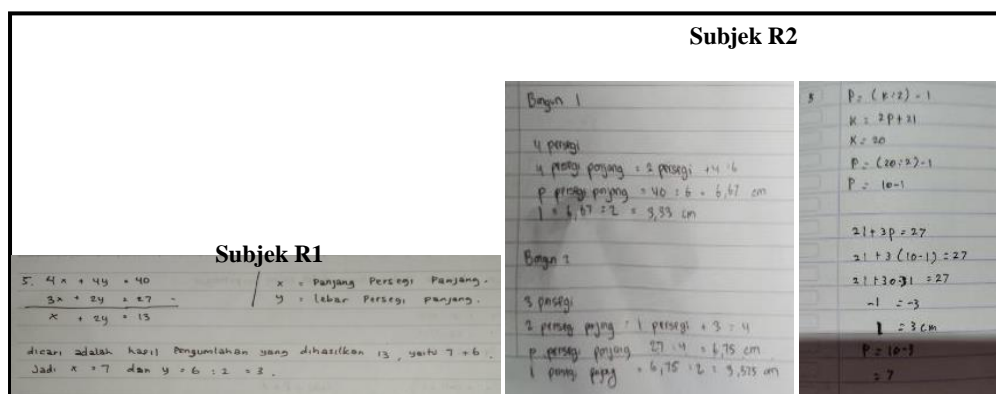 Subjek R2
Subjek R1
5. 4x + 4y = 40
3x + 2y = 27 -
x + 2y = 13
x = Panjang Persegi Panjang.
y = lebar Persegi panjang.
dicari adalah hasil Pengumlahan yang dihasilkan 13, yaitu 7 + 6.
Jadi x = 7 dan y = 6 : 2 = 3.
Bangun 1
4 persegi
4 persegi panjang = 2 persegi + 4 = 6
p persegi panjang = 40 : 6 = 6,67 cm
l = 6,67 : 2 = 3,33 cm
Bangun 2
3 persegi
2 persegi panjang = 1 persegi + 3 = 4
p persegi panjang 27 : 4 = 6,75 cm
l persegi panjang = 6,75 : 2 = 3,375 cm
5 P = (K:2) - l
K = 2P + 2l
K = 20
P = (20:2) - l
P = 10 - l
2l + 3p = 27
2l + 3 (10-l) = 27
2l + 30 - 3l = 27
-l = -3
l = 3 cm
P = 10-3
= 7